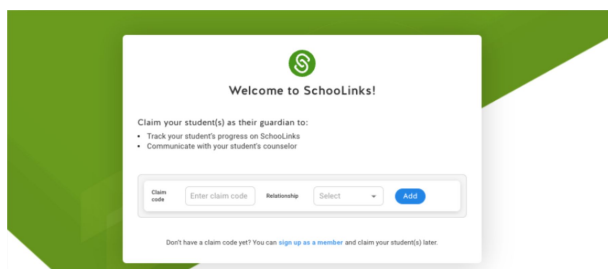 Welcome to SchooLinks!
Claim your student(s) as their guardian to:
• Track your student's progress on SchooLinks
• Communicate with your student's counselor
Claim code Enter claim code Relationship Select Add
Don't have a claim code yet? You can sign up as a member and claim your student(s) later.